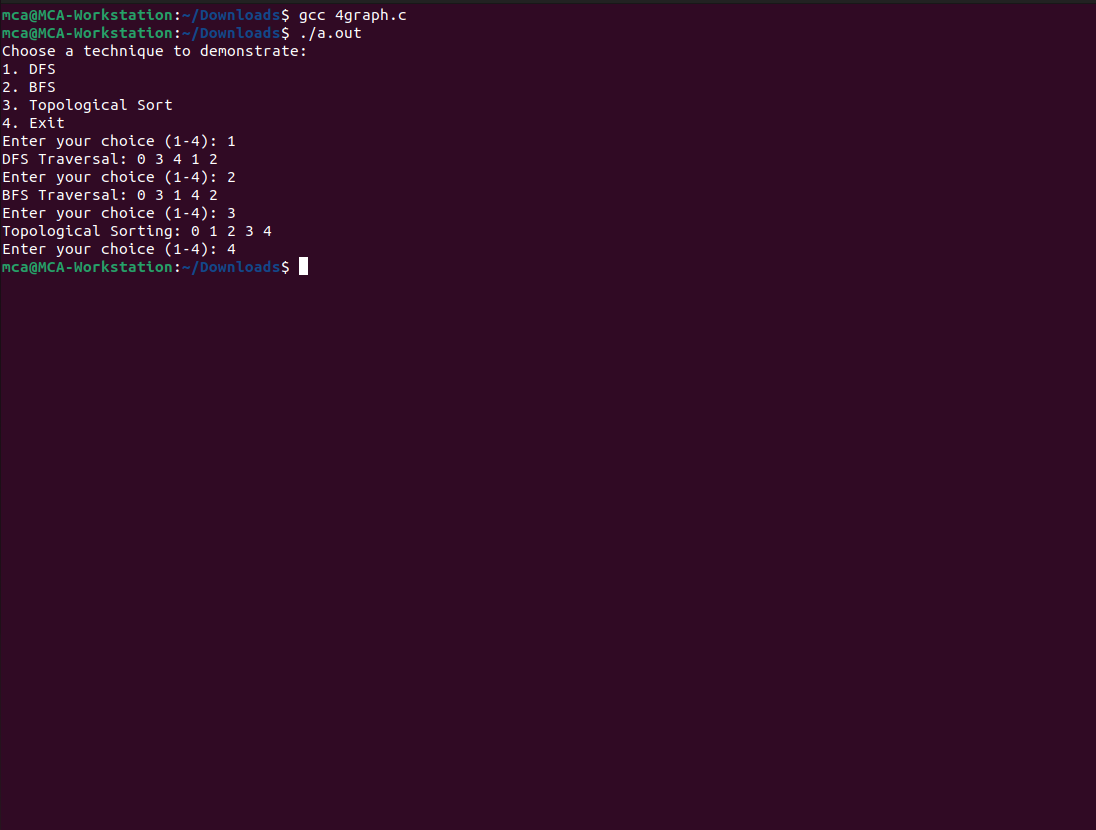 mca@MCA-Workstation:~/Downloads$ gcc 4graph.c
mca@MCA-Workstation:~/Downloads$ ./a.out
Choose a technique to demonstrate:
1. DFS
2. BFS
3. Topological Sort
4. Exit
Enter your choice (1-4): 1
DFS Traversal: 0 3 4 1 2
Enter your choice (1-4): 2
BFS Traversal: 0 3 1 4 2
Enter your choice (1-4): 3
Topological Sorting: 0 1 2 3 4
Enter your choice (1-4): 4
mca@MCA-Workstation:~/Downloads$